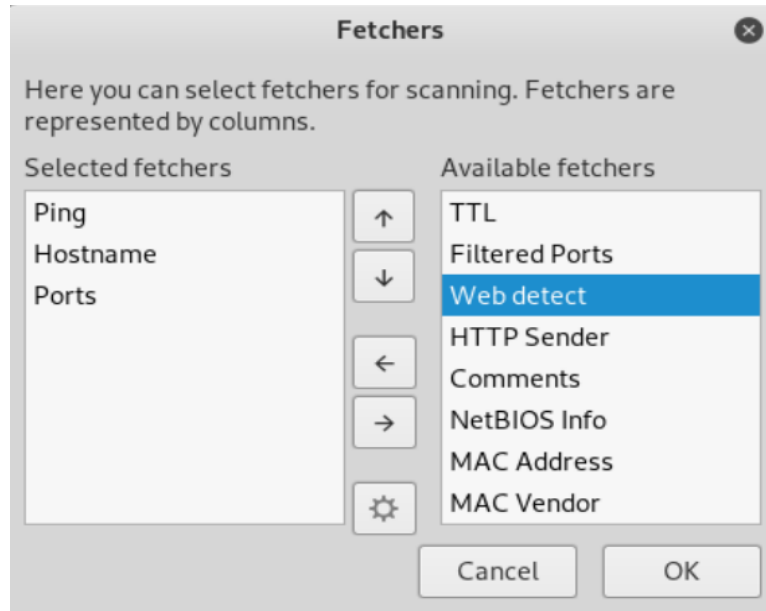 Fetchers
Here you can select fetchers for scanning. Fetchers are
represented by columns.
Selected fetchers
Ping
Hostname
Ports
Available fetchers
TTL
Filtered Ports
Web detect
HTTP Sender
Comments
NetBIOS Info
MAC Address
MAC Vendor
Cancel
OK